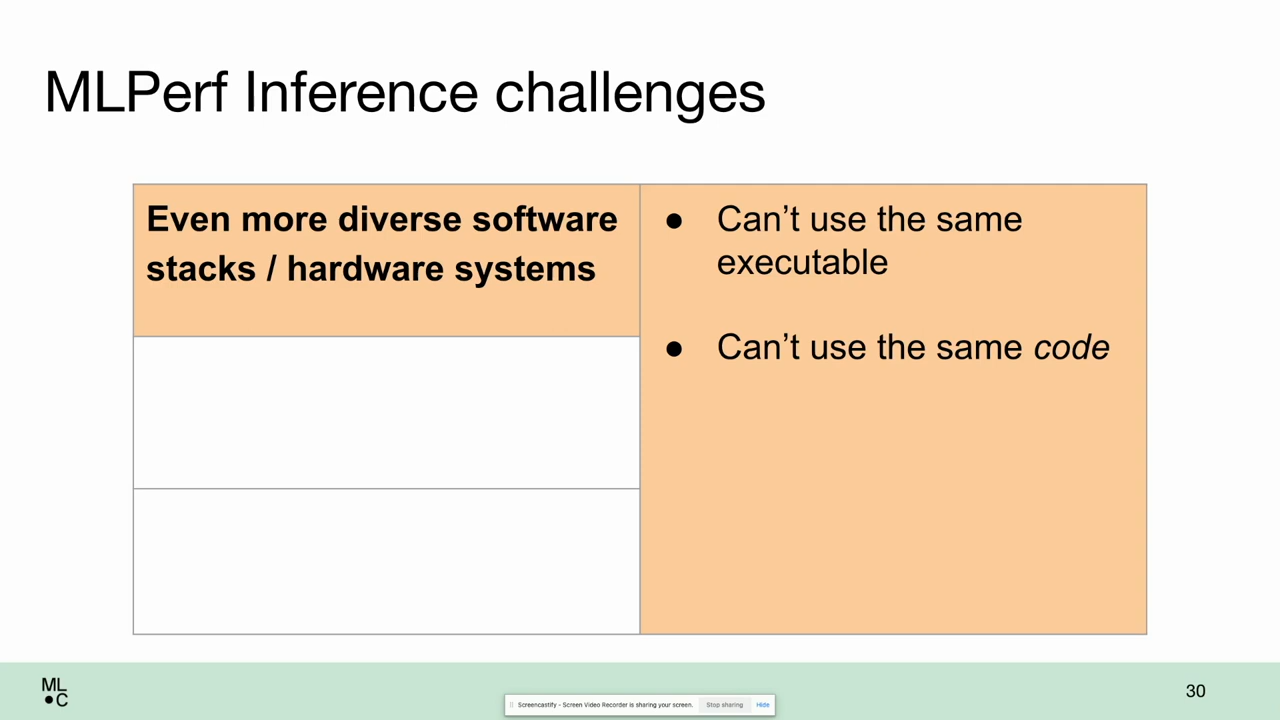 MLPerf Inference challenges
Even more diverse software
stacks / hardware systems
● Can’t use the same
executable
● Can’t use the same code
ML
●C
Screencastify - Screen Video Recorder is sharing your screen. Stop sharing Hide
30